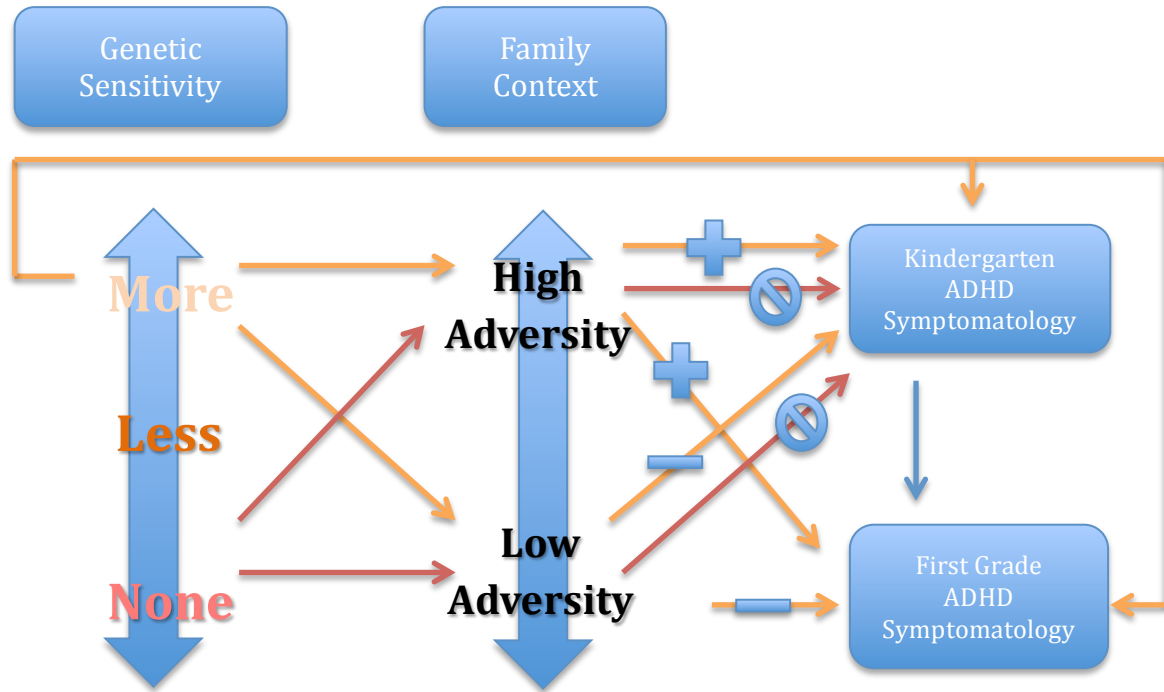 Genetic
Sensitivity
Family
Context
More
Less
None
High
Adversity
Low
Adversity
Kindergarten
ADHD
Symptomatology
First Grade
ADHD
Symptomatology